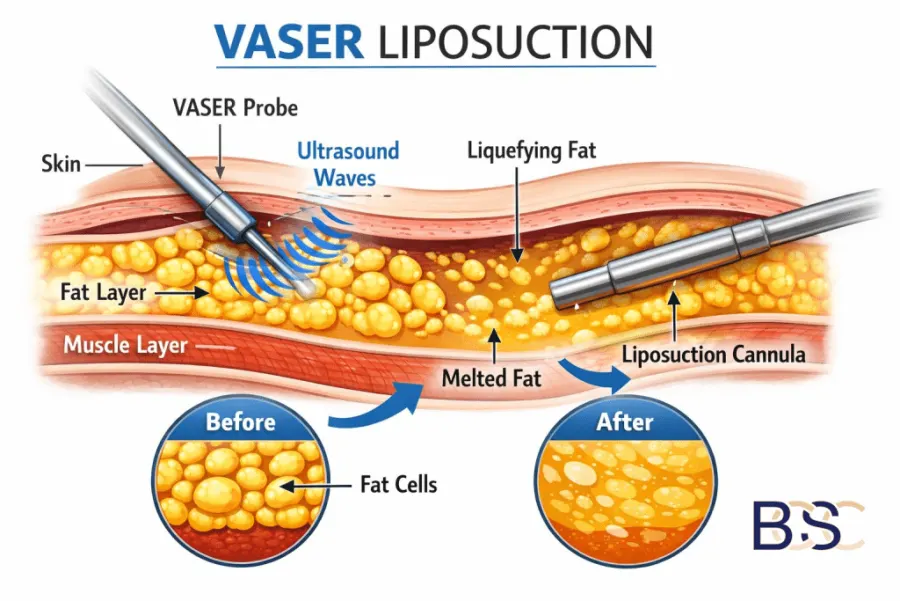 VASER LIPOSUCTION
VASER Probe
Skin
Ultrasound
Waves
Liquefying Fat
Fat Layer
Muscle Layer
Melted Fat
Liposuction Cannula
Before
After
Fat Cells